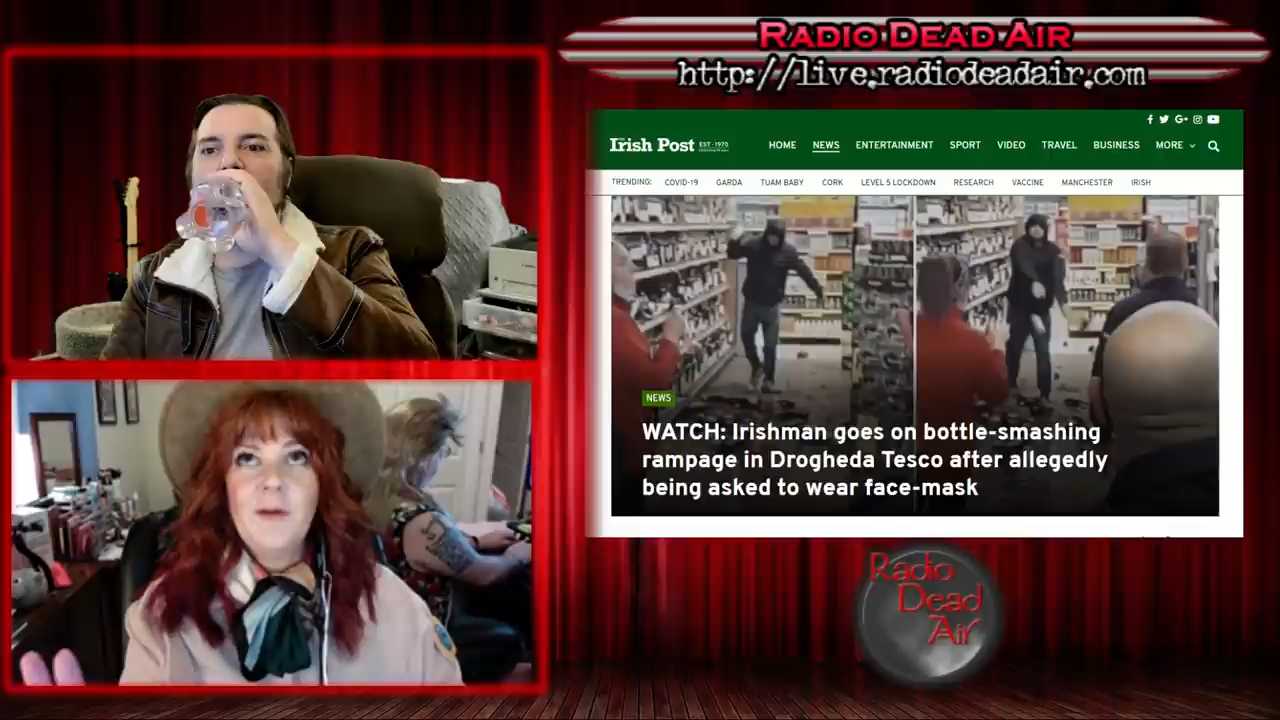 RADIO DEAD AIR
http://live.radiodeadair.com
Irish Post EST - 1970
HOME NEWS ENTERTAINMENT SPORT VIDEO TRAVEL BUSINESS MORE
TRENDING: COVID-19 GARDA TUAM BABY CORK LEVEL 5 LOCKDOWN RESEARCH VACCINE MANCHESTER IRISH
NEWS
WATCH: Irishman goes on bottle-smashing
rampage in Drogheda Tesco after allegedly
being asked to wear face-mask
Radio
Dead
Air